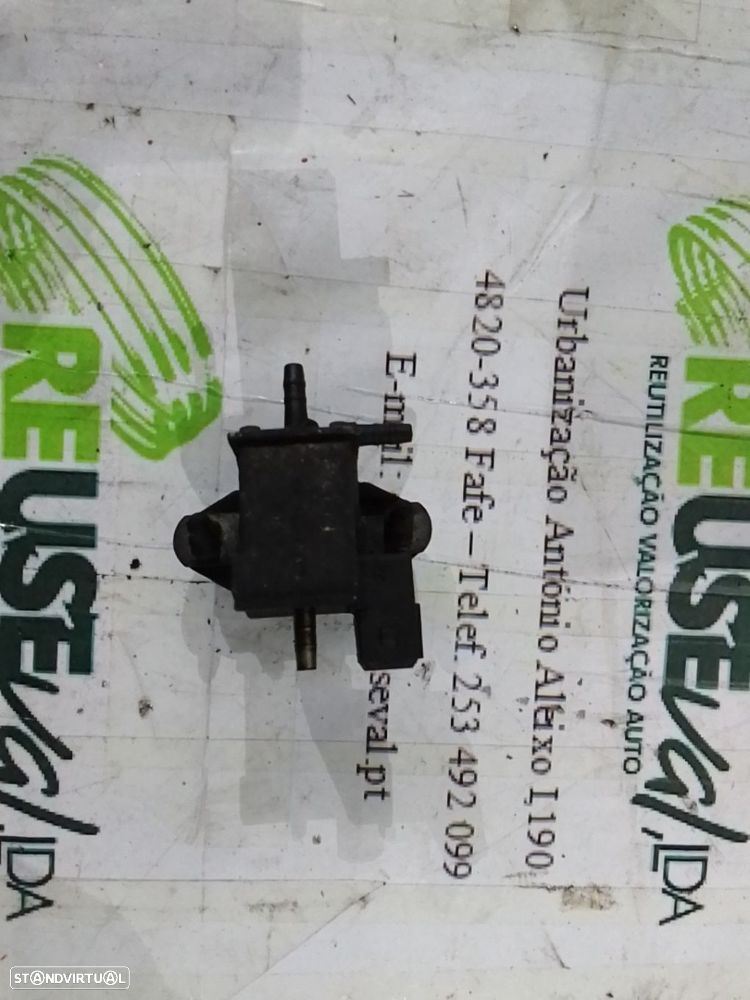 REUSEVAL, LDA
Urbanização António Aleixo L190
4820-358 Fafe – Telef. 253 492 099
E-mail: seval.pt
REUSEVAL, LDA
REUTILIZAÇÃO VALORIZAÇÃO AUTO
STANDVIRTUAL